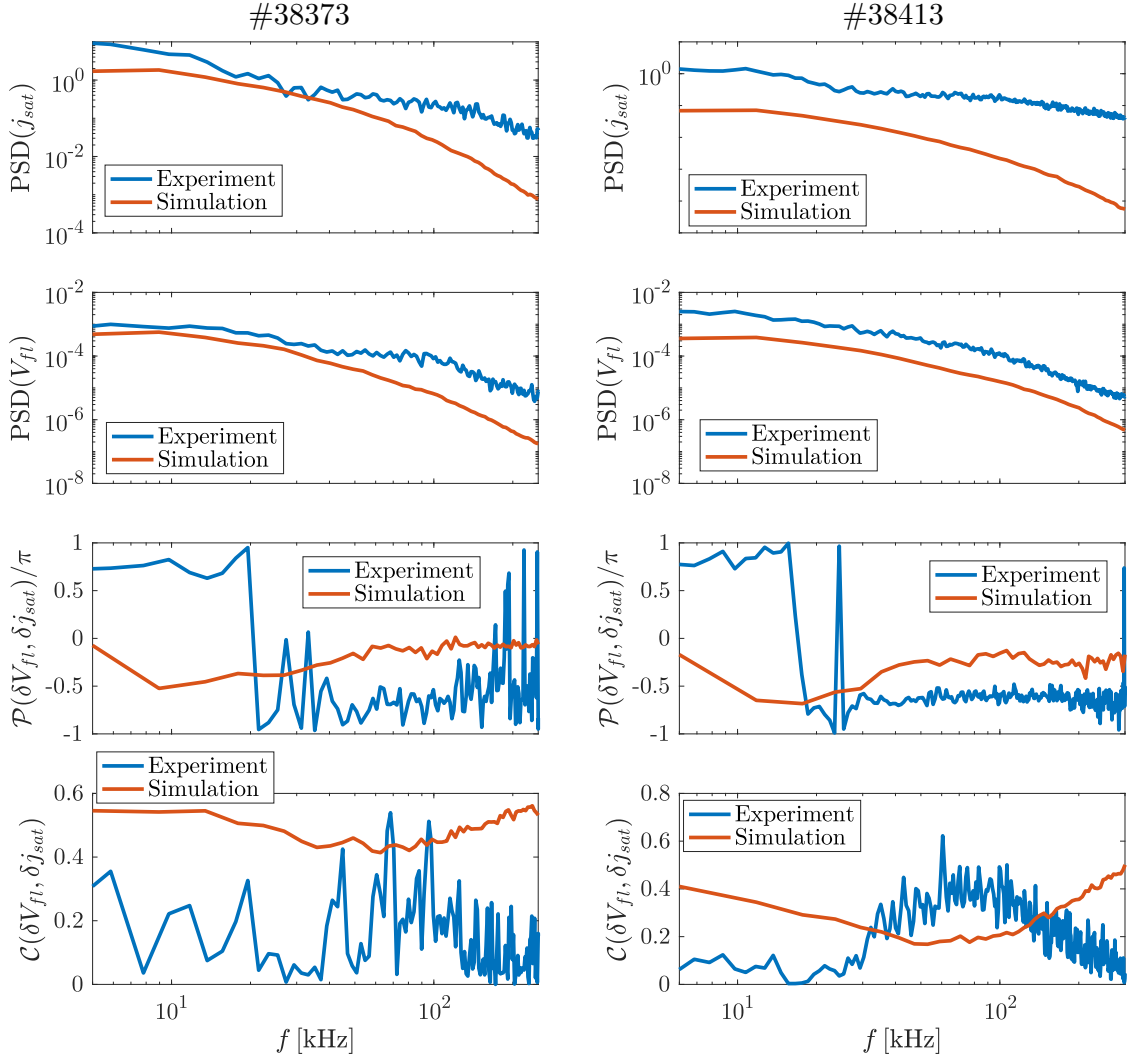 #38373
#38413
PSD(j_sat)
10^0
10^-2
10^-4
Experiment
Simulation
PSD(j_sat)
10^0
Experiment
Simulation
PSD(V_fl)
10^-2
10^-4
10^-6
10^-8
Experiment
Simulation
PSD(V_fl)
10^-2
10^-4
10^-6
10^-8
Experiment
Simulation
P(δV_fl, δj_sat)/π
1
0.5
0
-0.5
-1
Experiment
Simulation
P(δV_fl, δj_sat)/π
1
0.5
0
-0.5
-1
Experiment
Simulation
C(δV_fl, δj_sat)
0.6
0.4
0.2
0
Experiment
Simulation
10^1
10^2
f [kHz]
C(δV_fl, δj_sat)
0.8
0.6
0.4
0.2
0
Experiment
Simulation
10^1
10^2
f [kHz]